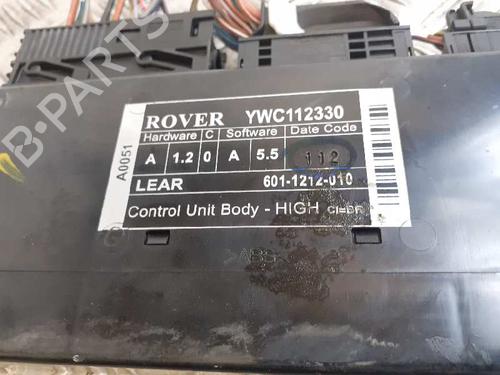 B-PARTS
ROVER YWC112330
Hardware C Software Date Code
A 1.2 0 A 5.5 112
LEAR 601-1212-010
Control Unit Body - HIGH
A0051
>ABS